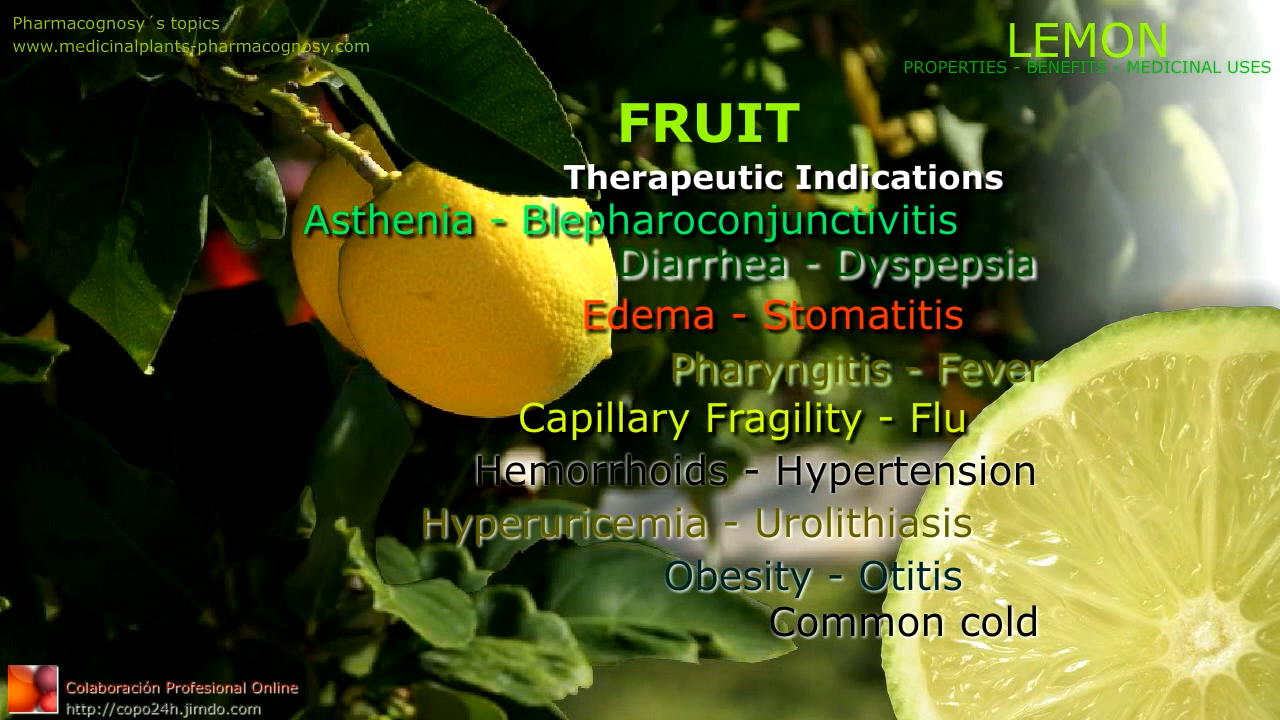 Pharmacognosy´s topics
www.medicinalplants-pharmacognosy.com
LEMON
PROPERTIES - BENEFITS - MEDICINAL USES
FRUIT
Therapeutic Indications
Asthenia - Blepharoconjunctivitis
Diarrhea - Dyspepsia
Edema - Stomatitis
Pharyngitis - Fever
Capillary Fragility - Flu
Hemorrhoids - Hypertension
Hyperuricemia - Urolithiasis
Obesity - Otitis
Common cold
Colaboración Profesional Online
http://copo24h.jimdo.com